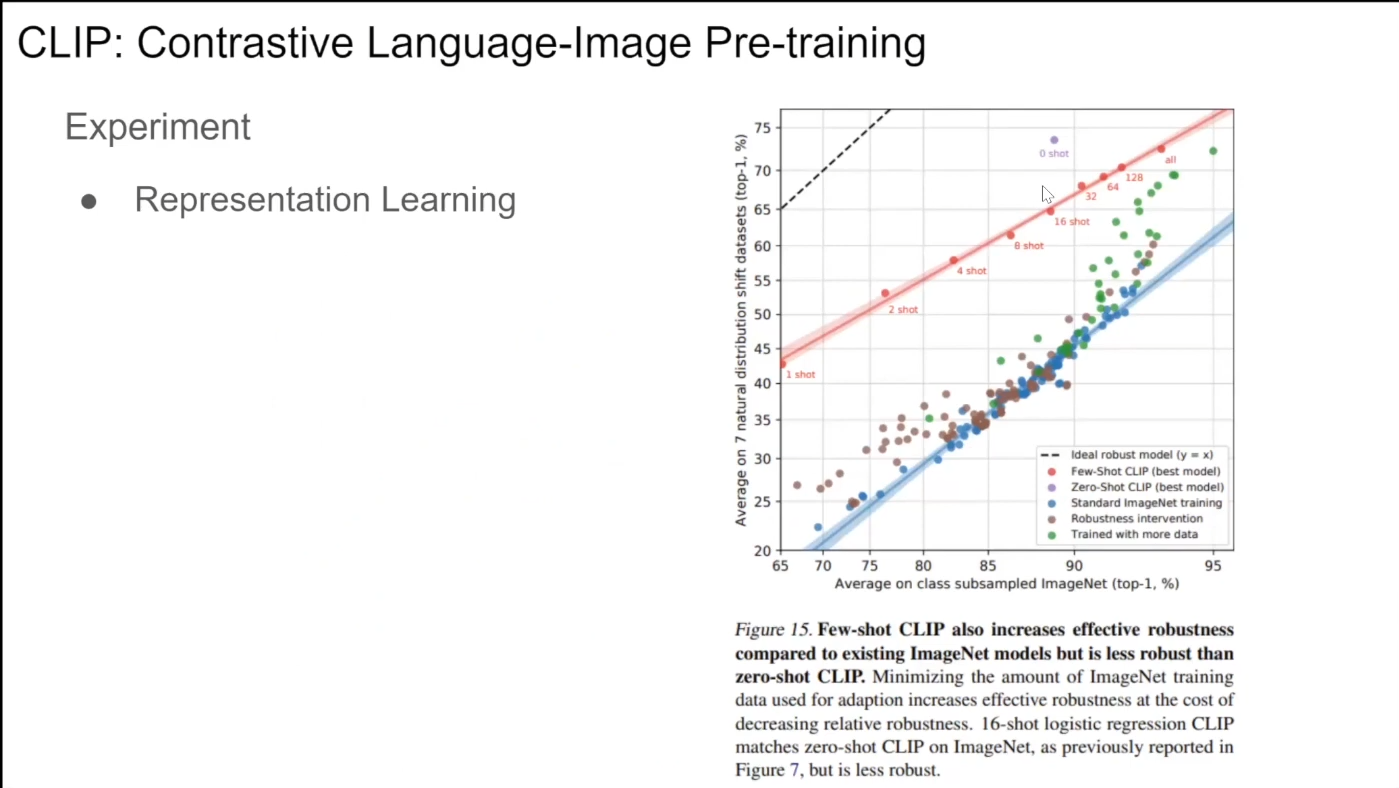 CLIP: Contrastive Language-Image Pre-training
Experiment
● Representation Learning
Average on 7 natural distribution shift datasets (top-1, %)
75
70
65
60
55
50
45
40
35
30
25
20
0 shot
all
128
64
32
16 shot
8 shot
4 shot
2 shot
1 shot
Ideal robust model (y = x)
Few-Shot CLIP (best model)
Zero-Shot CLIP (best model)
Standard ImageNet training
Robustness intervention
Trained with more data
65 70 75 80 85 90 95
Average on class subsampled ImageNet (top-1, %)
Figure 15. Few-shot CLIP also increases effective robustness
compared to existing ImageNet models but is less robust than
zero-shot CLIP. Minimizing the amount of ImageNet training
data used for adaption increases effective robustness at the cost of
decreasing relative robustness. 16-shot logistic regression CLIP
matches zero-shot CLIP on ImageNet, as previously reported in
Figure 7, but is less robust.